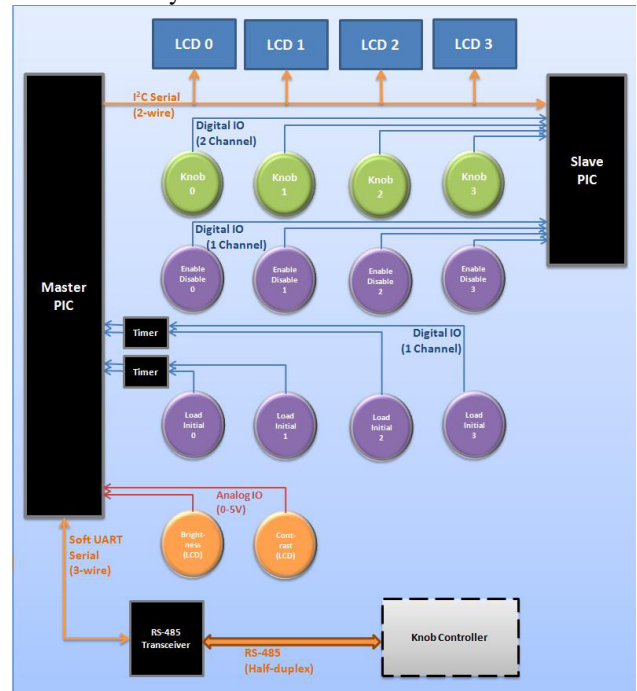 LCD 0
LCD 1
LCD 2
LCD 3
I²C Serial
(2-wire)
Digital IO
(2 Channel)
Knob
0
Knob
1
Knob
2
Knob
3
Slave
PIC
Digital IO
(1 Channel)
Enable
Disable
0
Enable
Disable
1
Enable
Disable
2
Enable
Disable
3
Master
PIC
Timer
Digital IO
(1 Channel)
Timer
Load
Initial
0
Load
Initial
1
Load
Initial
2
Load
Initial
3
Analog IO
(0-5V)
Bright-
ness
(LCD)
Cont-
rast
(LCD)
Soft UART
Serial
(3-wire)
RS-485
Transceiver
RS-485
(Half-duplex)
Knob Controller